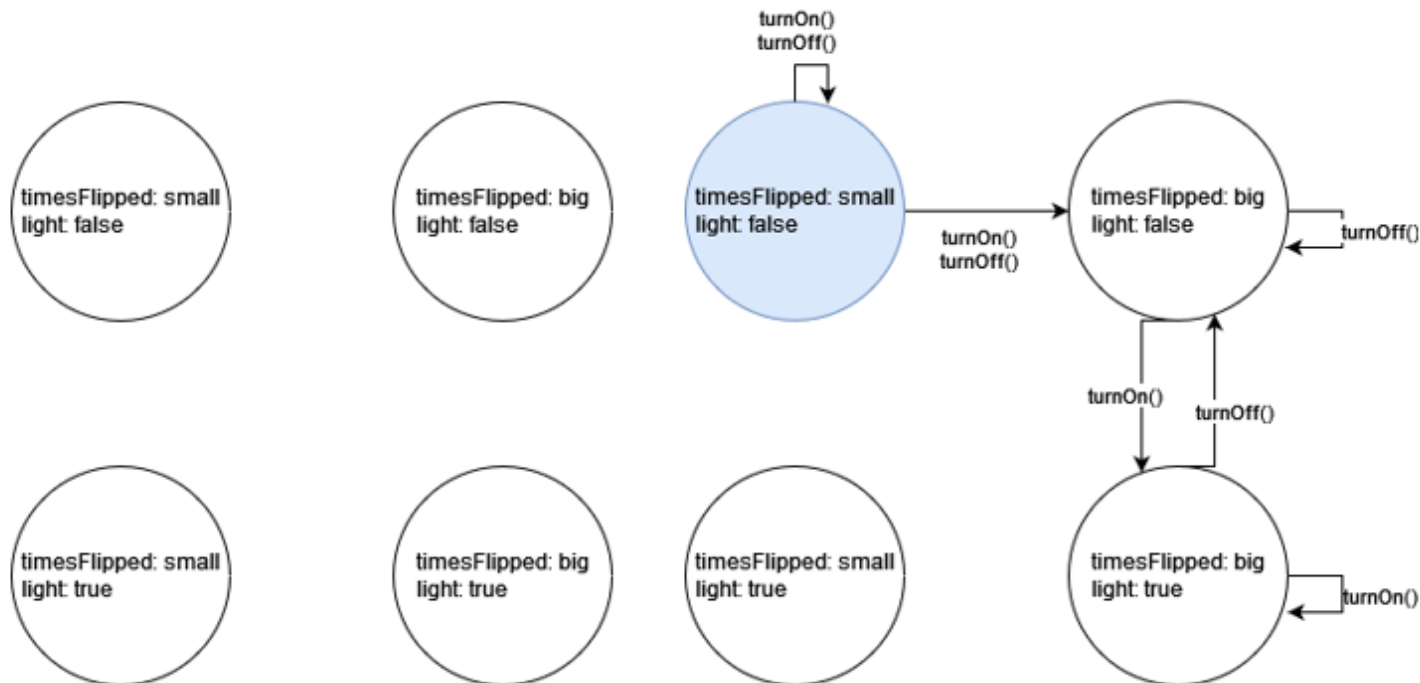 turnOn()
turnOff()
timesFlipped: small
light: false
timesFlipped: big
light: false
timesFlipped: small
light: false
timesFlipped: big
light: false
turnOn()
turnOff()
turnOff()
turnOn()
turnOff()
timesFlipped: small
light: true
timesFlipped: big
light: true
timesFlipped: small
light: true
timesFlipped: big
light: true
turnOn()